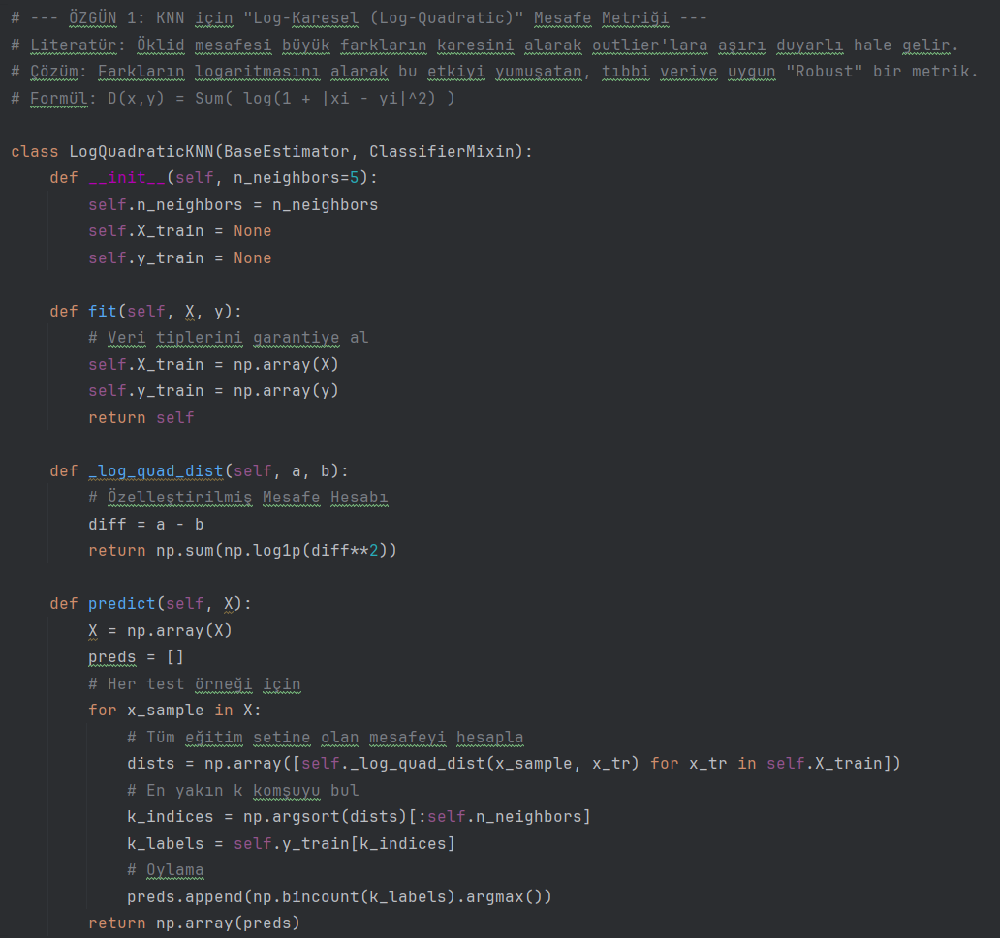 # --- ÖZGÜN 1: KNN için "Log-Karesel (Log-Quadratic)" Mesafe Metriği ---
# Literatür: Öklid mesafesi büyük farkların karesini alarak outlier'lara aşırı duyarlı hale gelir.
# Çözüm: Farkların logaritmasını alarak bu etkiyi yumuşatan, tıbbi veriye uygun "Robust" bir metrik.
# Formül: D(x,y) = Sum( log(1 + |xi - yi|^2) )

class LogQuadraticKNN(BaseEstimator, ClassifierMixin):
    def __init__(self, n_neighbors=5):
        self.n_neighbors = n_neighbors
        self.X_train = None
        self.y_train = None

    def fit(self, X, y):
        # Veri tiplerini garantiye al
        self.X_train = np.array(X)
        self.y_train = np.array(y)
        return self

    def _log_quad_dist(self, a, b):
        # Özelleştirilmiş Mesafe Hesabı
        diff = a - b
        return np.sum(np.log1p(diff**2))

    def predict(self, X):
        X = np.array(X)
        preds = []
        # Her test örneği için
        for x_sample in X:
            # Tüm eğitim setine olan mesafeyi hesapla
            dists = np.array([self._log_quad_dist(x_sample, x_tr) for x_tr in self.X_train])
            # En yakın k komşuyu bul
            k_indices = np.argsort(dists)[:self.n_neighbors]
            k_labels = self.y_train[k_indices]
            # Oylama
            preds.append(np.bincount(k_labels).argmax())
        return np.array(preds)